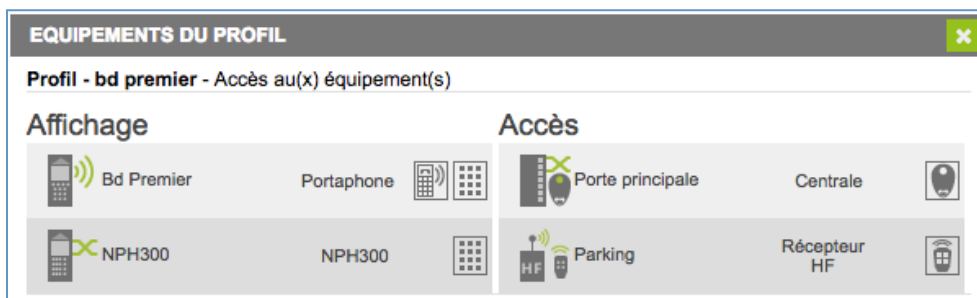 EQUIPEMENTS DU PROFIL
Profil - bd premier - Accès au(x) équipement(s)
Affichage
Accès
Bd Premier
Portaphone
Porte principale
Centrale
NPH300
NPH300
HF
Parking
Récepteur
HF